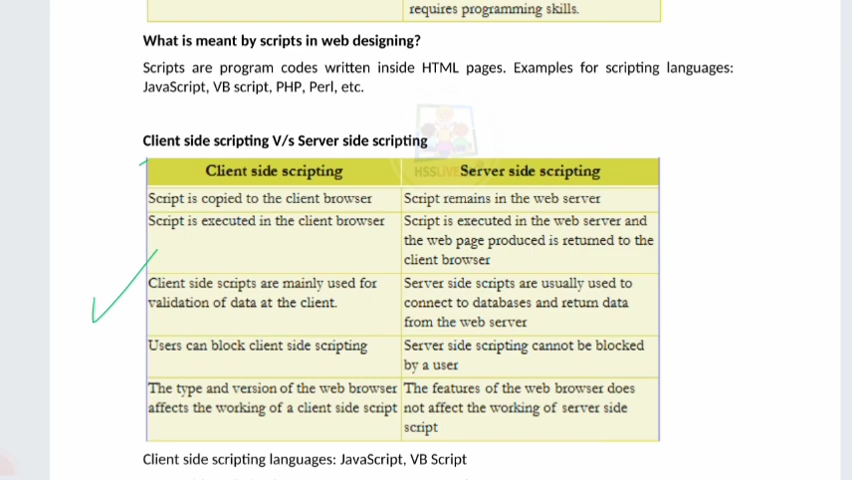 requires programming skills.
What is meant by scripts in web designing?
Scripts are program codes written inside HTML pages. Examples for scripting languages:
JavaScript, VB script, PHP, Perl, etc.
Client side scripting V/s Server side scripting
Client side scripting
HSSLIVE
Server side scripting
Script is copied to the client browser
Script remains in the web server
Script is executed in the client browser
Script is executed in the web server and
the web page produced is returned to the
client browser
Client side scripts are mainly used for
validation of data at the client.
Server side scripts are usually used to
connect to databases and return data
from the web server
Users can block client side scripting
Server side scripting cannot be blocked
by a user
The type and version of the web browser
affects the working of a client side script
The features of the web browser does
not affect the working of server side
script
Client side scripting languages: JavaScript, VB Script